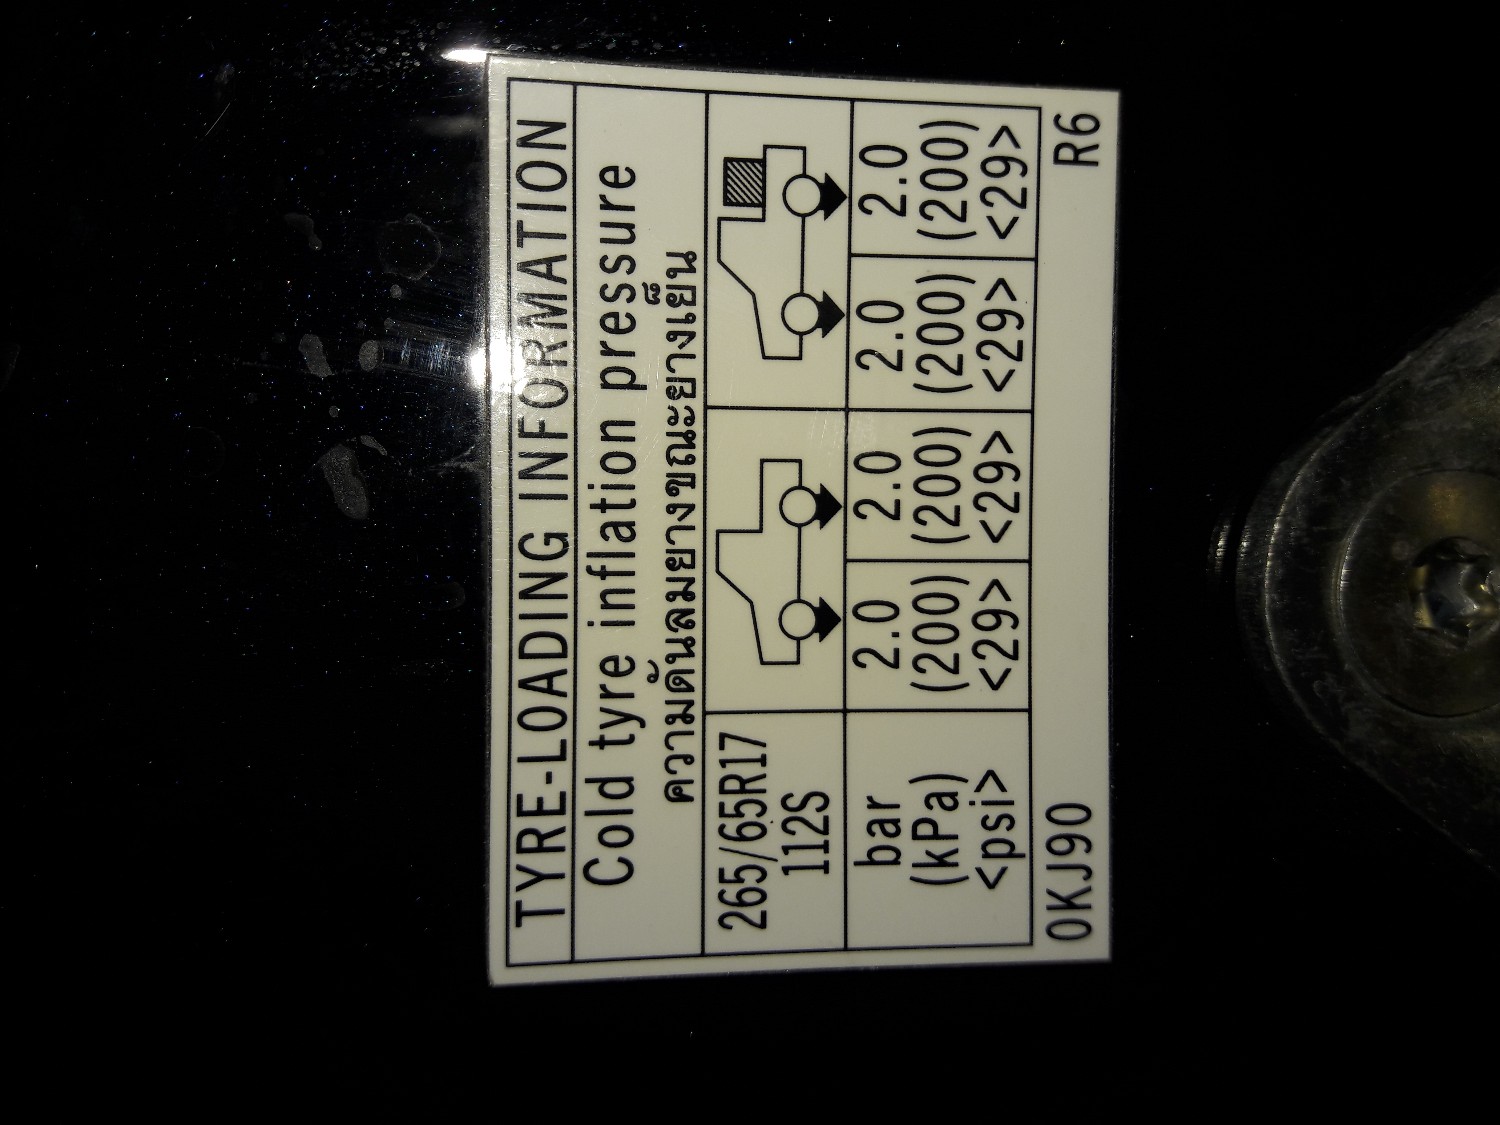 TYRE-LOADING INFORMATION
Cold tyre inflation pressure
ความดันลมยางขณะยางเย็น
265/65R17
112S
bar 2.0 2.0 2.0 2.0
(kPa) (200) (200) (200) (200)
<psi> <29> <29> <29> <29>
0KJ90 R6